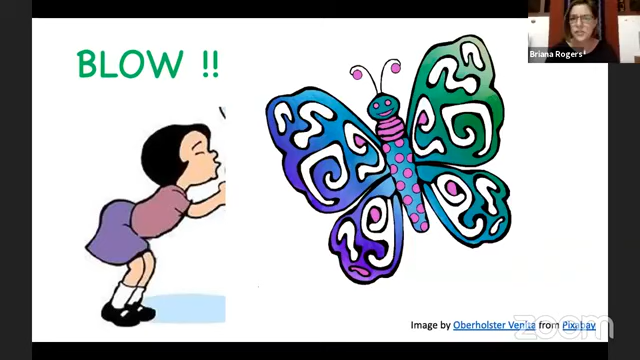 BLOW !!
Briana Rogers
Image by Oberholster Venita from Pixabay
zoom